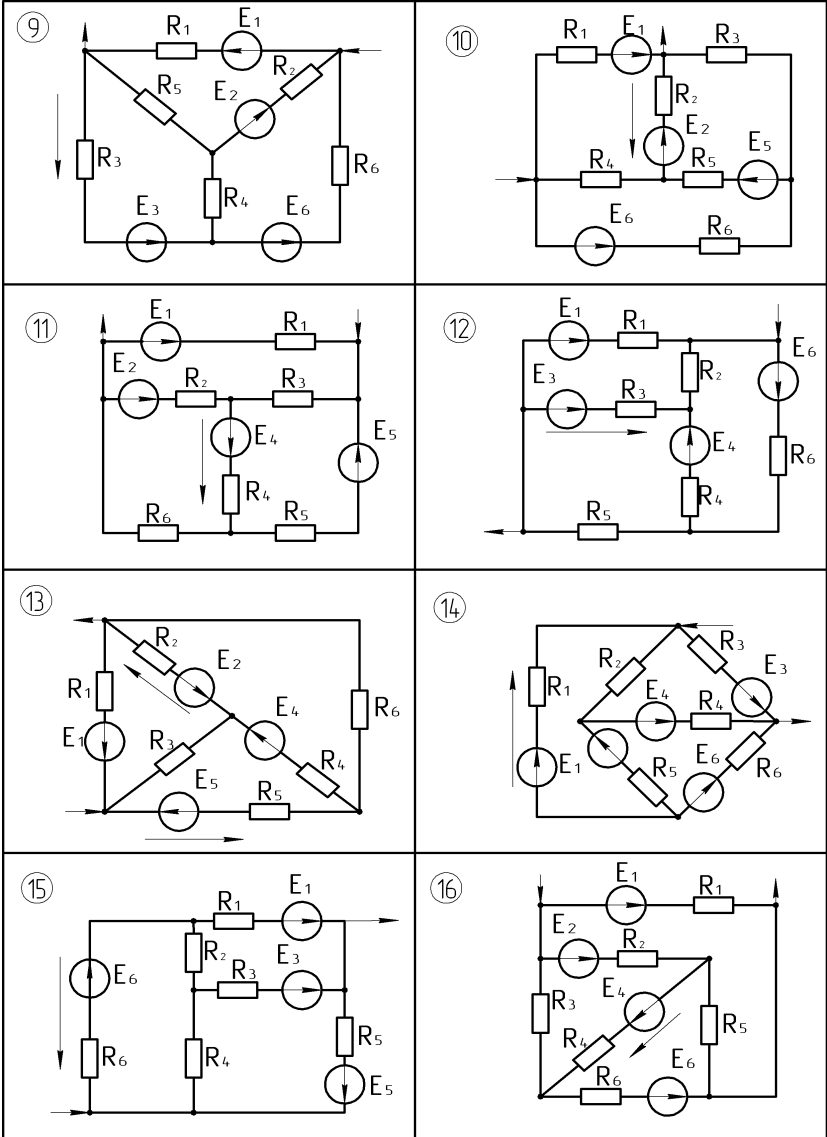 9
R1 E1
R5 E2 R2
R3 R4 R6
E3 E6
10
R1 E1 R3
R2
E2
R4 R5 E5
E6 R6
11
E1 R1
E2 R2 R3
E4 E5
R4
R6 R5
12
E1 R1
E3 R3 R2 E6
E4
R4 R6
R5
13
R2
R1 E2
E1 R3 E4 R6
E5 R4
R5
14
R2 R3
R1 E4 E3
R4
E1 R5 E6 R6
15
R1 E1
R2
E6 R3 E3
R6 R4 R5
E5
16
E1 R1
E2 R2
R3 E4
R4 R5
R6 E6